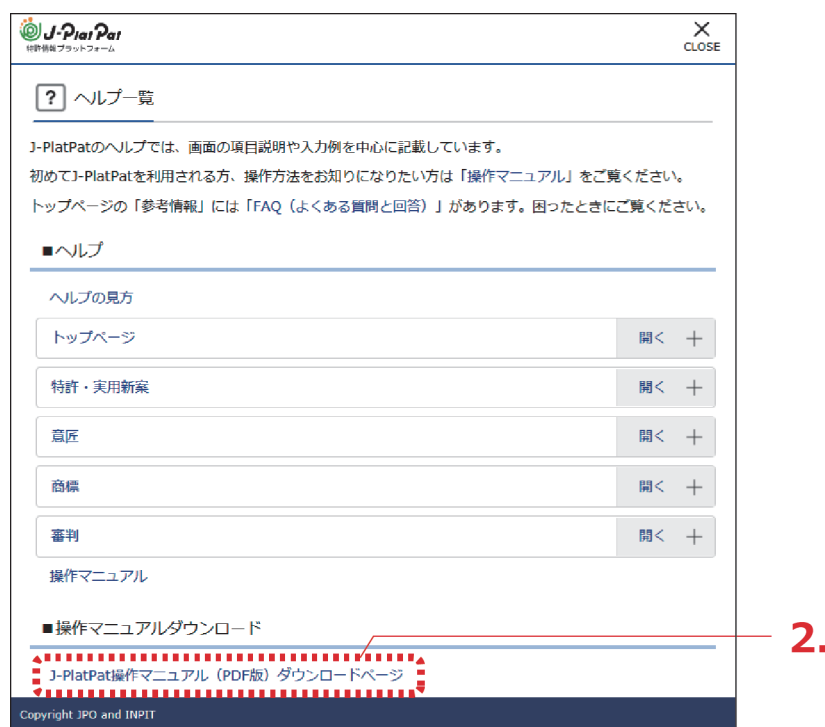 J-PlatPat
特許情報プラットフォーム
CLOSE
? ヘルプ一覧
J-PlatPatのヘルプでは、画面の項目説明や入力例を中心に記載しています。
初めてJ-PlatPatを利用される方、操作方法をお知りになりたい方は「操作マニュアル」をご覧ください。
トップページの「参考情報」には「FAQ（よくある質問と回答）」があります。困ったときにご覧ください。
■ヘルプ
ヘルプの見方
トップページ 開く ＋
特許・実用新案 開く ＋
意匠 開く ＋
商標 開く ＋
審判 開く ＋
操作マニュアル
■操作マニュアルダウンロード
2.
J-PlatPat操作マニュアル（PDF版）ダウンロードページ
Copyright JPO and INPIT